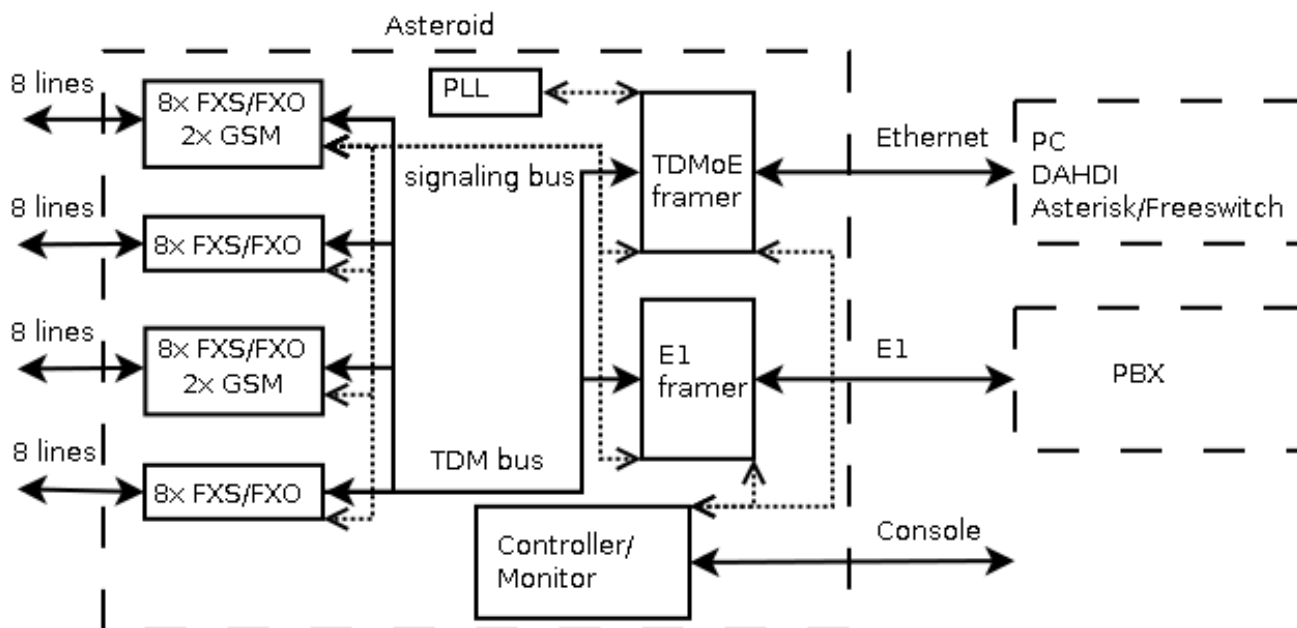 Asteroid
8 lines
8x FXS/FXO
2x GSM
PLL
signaling bus
TDMoE
framer
Ethernet
PC
DAHDI
Asterisk/Freeswitch
8 lines
8x FXS/FXO
8 lines
8x FXS/FXO
2x GSM
E1
framer
E1
PBX
8 lines
8x FXS/FXO
TDM bus
Controller/
Monitor
Console